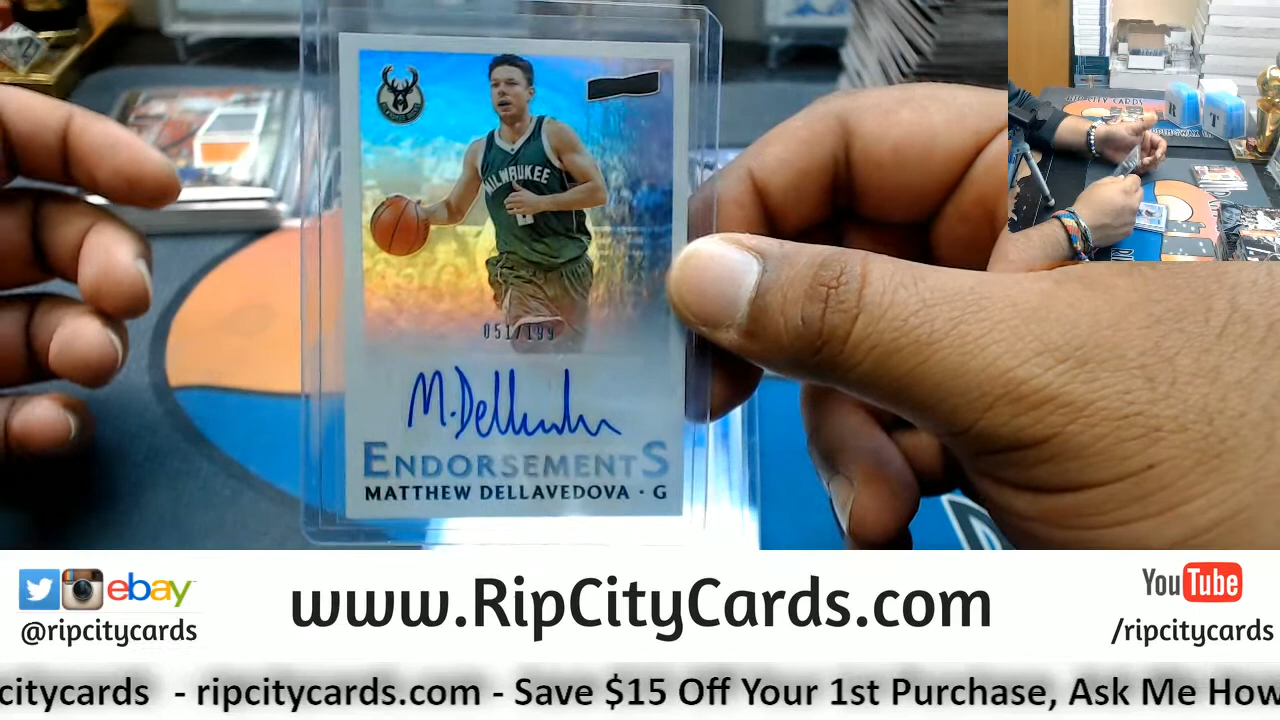 MILWAUKEE
051/199
M. Dellavedova
ENDORSEMENTS
MATTHEW DELLAVEDOVA · G
RIP CITY CARDS
R
T
ebay
@ripcitycards
www.RipCityCards.com
YouTube
/ripcitycards
citycards - ripcitycards.com - Save $15 Off Your 1st Purchase, Ask Me How